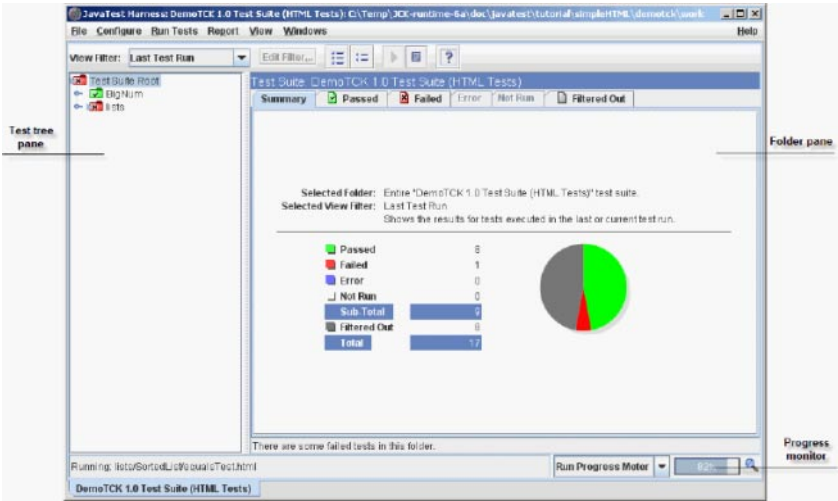 JavaTest Harness: DemoTCK 1.0 Test Suite (HTML Tests): C:\Temp\JCK-runtime-6a\doc\javatest\tutorial\simpleHTML\demotck\work
File Configure Run Tests Report View Windows Help
View Filter: Last Test Run Edit Filter...
Test Suite Root
BigNum
lists
Test tree
pane
Test Suite: DemoTCK 1.0 Test Suite (HTML Tests)
Summary Passed Failed Error Not Run Filtered Out
Folder pane
Selected Folder: Entire "DemoTCK 1.0 Test Suite (HTML Tests)" test suite.
Selected View Filter: Last Test Run
Shows the results for tests executed in the last or current test run.
Passed 8
Failed 1
Error 0
Not Run 0
Sub-Total 9
Filtered Out 8
Total 17
There are some failed tests in this folder.
Progress
monitor
Running: lists/SortedList/equalsTest.html
Run Progress Meter
DemoTCK 1.0 Test Suite (HTML Tests)